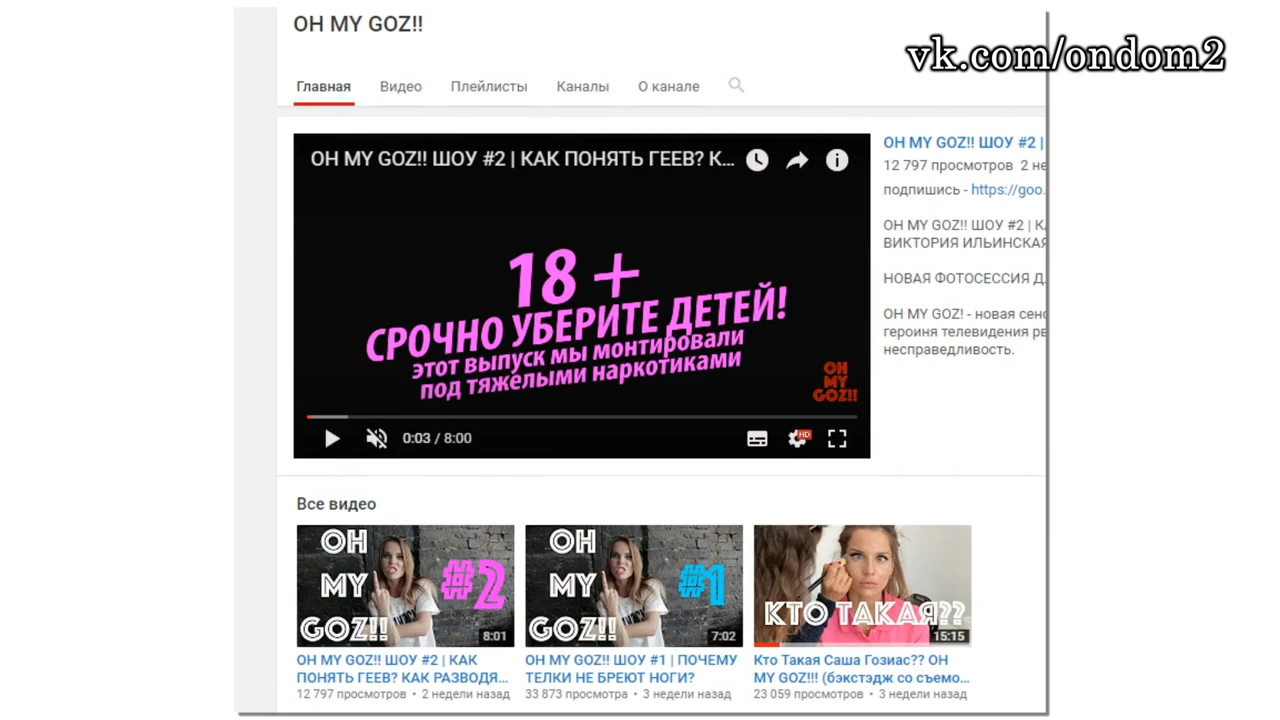 OH MY GOZ!!
vk.com/ondom2
Главная Видео Плейлисты Каналы О канале
OH MY GOZ!! ШОУ #2 | КАК ПОНЯТЬ ГЕЕВ? К...
18 +
СРОЧНО УБЕРИТЕ ДЕТЕЙ!
этот выпуск мы монтировали
под тяжёлыми наркотиками
OH
MY
GOZ!!
0:03 / 8:00
HD
OH MY GOZ!! ШОУ #2 |
12 797 просмотров 2 не
подпишись - https://goo.
OH MY GOZ!! ШОУ #2 | К
ВИКТОРИЯ ИЛЬИНСКАЯ
НОВАЯ ФОТОСЕССИЯ Д
OH MY GOZ! - новая сен
героиня телевидения рв
несправедливость.
Все видео
OH
MY
GOZ!!
#2
8:01
OH
MY
GOZ!!
#1
7:02
КТО ТАКАЯ??
15:15
OH MY GOZ!! ШОУ #2 | КАК
ПОНЯТЬ ГЕЕВ? КАК РАЗВОДЯ...
12 797 просмотров • 2 недели назад
OH MY GOZ!! ШОУ #1 | ПОЧЕМУ
ТЕЛКИ НЕ БРЕЮТ НОГИ?
33 873 просмотра • 3 недели назад
Кто Такая Саша Гозиас?? OH
MY GOZ!!! (бэкстэдж со съемо...
23 059 просмотров • 3 недели назад